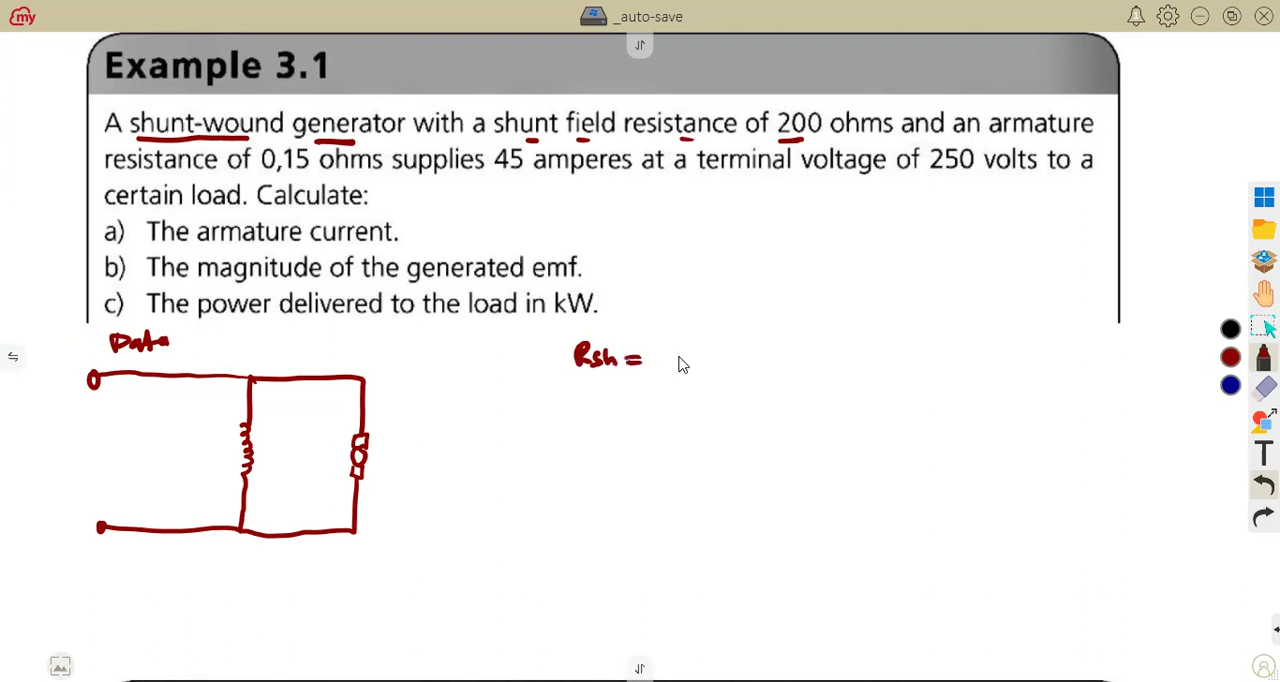 my
_auto-save
Example 3.1
A shunt-wound generator with a shunt field resistance of 200 ohms and an armature
resistance of 0,15 ohms supplies 45 amperes at a terminal voltage of 250 volts to a
certain load. Calculate:
a) The armature current.
b) The magnitude of the generated emf.
c) The power delivered to the load in kW.
Data
Rsh =
T